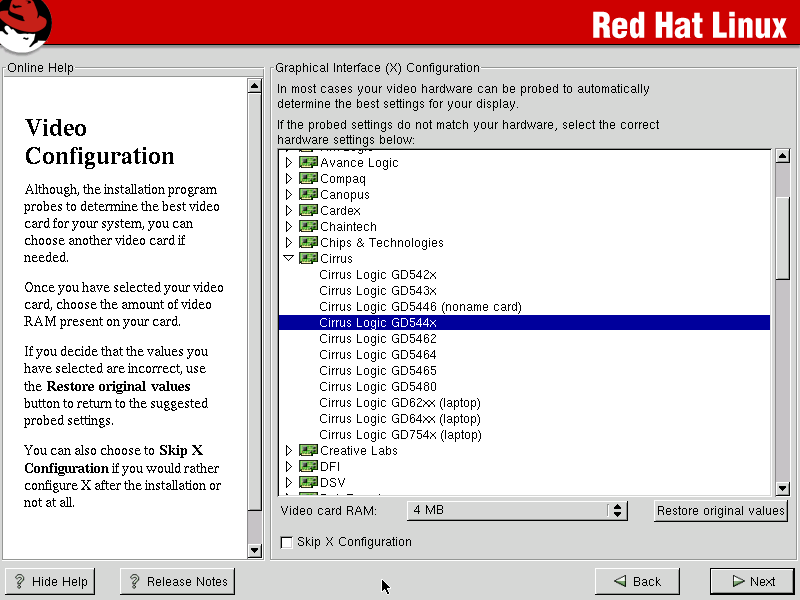 Red Hat Linux
Online Help
Video
Configuration
Although, the installation program
probes to determine the best video
card for your system, you can
choose another video card if
needed.
Once you have selected your video
card, choose the amount of video
RAM present on your card.
If you decide that the values you
have selected are incorrect, use
the Restore original values
button to return to the suggested
probed settings.
You can also choose to Skip X
Configuration if you would rather
configure X after the installation or
not at all.
Graphical Interface (X) Configuration
In most cases your video hardware can be probed to automatically
determine the best settings for your display.
If the probed settings do not match your hardware, select the correct
hardware settings below:
Avance Logic
Compaq
Canopus
Cardex
Chaintech
Chips & Technologies
Cirrus
Cirrus Logic GD542x
Cirrus Logic GD543x
Cirrus Logic GD5446 (noname card)
Cirrus Logic GD544x
Cirrus Logic GD5462
Cirrus Logic GD5464
Cirrus Logic GD5465
Cirrus Logic GD5480
Cirrus Logic GD62xx (laptop)
Cirrus Logic GD64xx (laptop)
Cirrus Logic GD754x (laptop)
Creative Labs
DFI
DSV
Video card RAM: 4 MB Restore original values
Skip X Configuration
Hide Help Release Notes Back Next